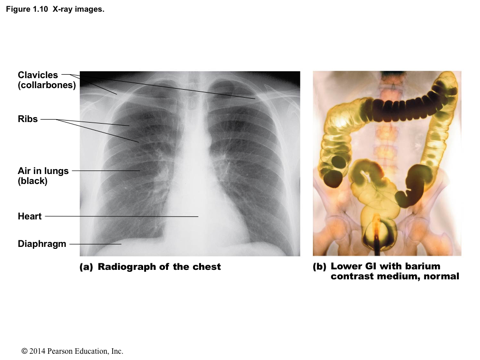 Figure 1.10 X-ray images.
Clavicles
(collarbones)
Ribs
Air in lungs
(black)
Heart
Diaphragm
(a) Radiograph of the chest
(b) Lower GI with barium
contrast medium, normal
© 2014 Pearson Education, Inc.